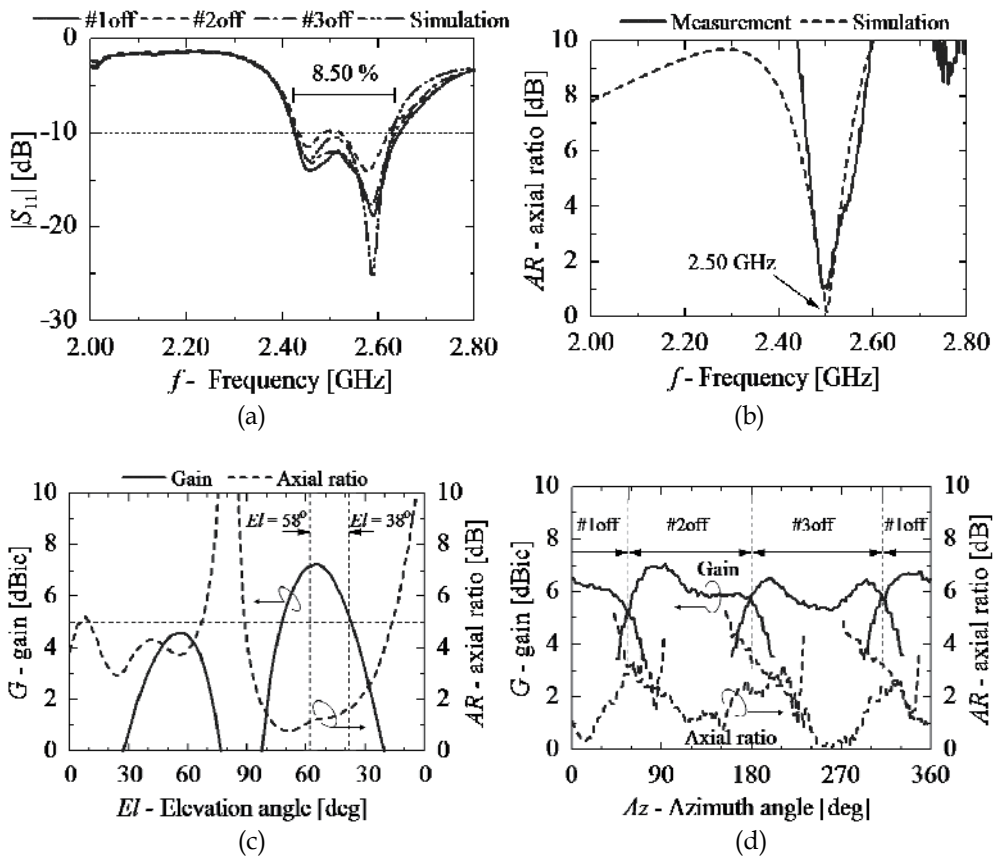 #1off #2off #3off Simulation
0
-10
-20
-30
|S11| [dB]
8.50 %
2.00 2.20 2.40 2.60 2.80
f - Frequency [GHz]
(a)
Measurement Simulation
10
8
6
4
2
0
AR - axial ratio [dB]
2.50 GHz
2.00 2.20 2.40 2.60 2.80
f - Frequency [GHz]
(b)
Gain Axial ratio
10
8
6
4
2
0
G - gain [dBic]
El = 58° El = 38°
10
8
6
4
2
0
AR - axial ratio [dB]
0 30 60 90 60 30 0
El - Elevation angle [deg]
(c)
10
8
6
4
2
0
G - gain [dBic]
#1off #2off #3off #1off
Gain
Axial ratio
10
8
6
4
2
0
AR - axial ratio [dB]
0 90 180 270 360
Az - Azimuth angle [deg]
(d)